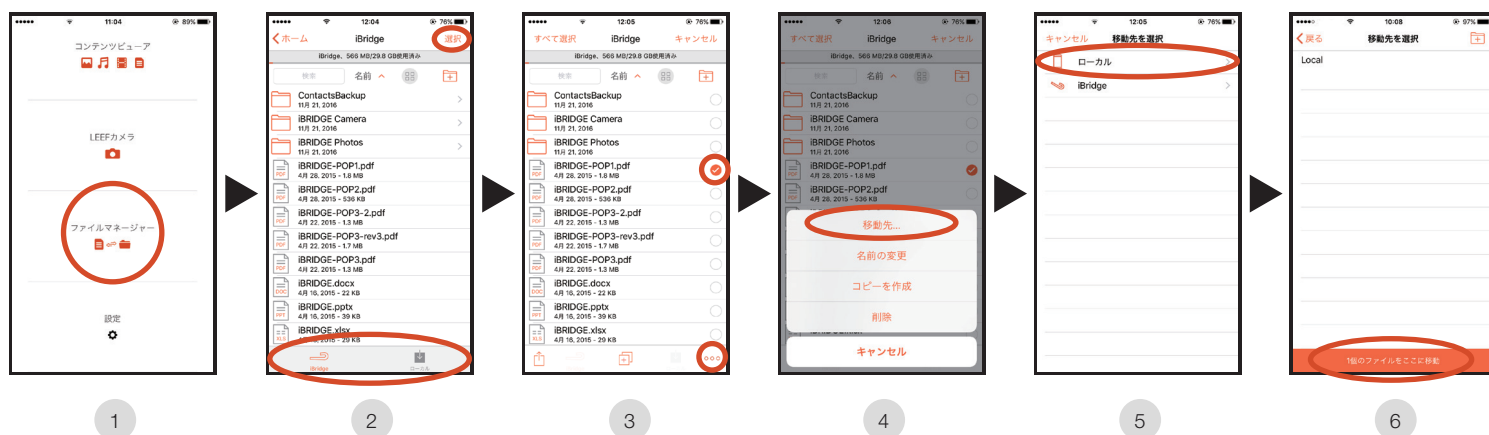 11:04
89%
コンテンツビューア
LEEFカメラ
ファイルマネージャー
設定
1
12:04
76%
ホーム
iBridge
選択
iBridge、566 MB/29.8 GB使用済み
検索
名前
ContactsBackup
11月 21, 2016
iBRIDGE Camera
11月 21, 2016
iBRIDGE Photos
11月 21, 2016
iBRIDGE-POP1.pdf
4月 28, 2015 - 1.8 MB
iBRIDGE-POP2.pdf
4月 28, 2015 - 536 KB
iBRIDGE-POP3-2.pdf
4月 22, 2015 - 1.3 MB
iBRIDGE-POP3-rev3.pdf
4月 22, 2015 - 1.7 MB
iBRIDGE-POP3.pdf
4月 22, 2015 - 1.3 MB
iBRIDGE.docx
4月 16, 2015 - 22 KB
iBRIDGE.pptx
4月 16, 2015 - 39 KB
iBRIDGE.xlsx
2015 - 29 KB
iBridge
ローカル
2
12:05
76%
すべて選択
iBridge
キャンセル
iBridge、566 MB/29.8 GB使用済み
検索
名前
ContactsBackup
11月 21, 2016
iBRIDGE Camera
11月 21, 2016
iBRIDGE Photos
11月 21, 2016
iBRIDGE-POP1.pdf
4月 28, 2015 - 1.8 MB
iBRIDGE-POP2.pdf
4月 28, 2015 - 536 KB
iBRIDGE-POP3-2.pdf
4月 22, 2015 - 1.3 MB
iBRIDGE-POP3-rev3.pdf
4月 22, 2015 - 1.7 MB
iBRIDGE-POP3.pdf
4月 22, 2015 - 1.3 MB
iBRIDGE.docx
4月 16, 2015 - 22 KB
iBRIDGE.pptx
4月 16, 2015 - 39 KB
iBRIDGE.xlsx
4月 16, 2015 - 29 KB
3
12:06
76%
すべて選択
iBridge
キャンセル
iBridge、566 MB/29.8 GB使用済み
検索
名前
ContactsBackup
11月 21, 2016
iBRIDGE Camera
11月 21, 2016
iBRIDGE Photos
11月 21, 2016
iBRIDGE-POP1.pdf
4月 28, 2015 - 1.8 MB
iBRIDGE-POP2.pdf
4月 28, 2015 - 536 KB
移動先...
名前の変更
コピーを作成
削除
キャンセル
4
12:05
76%
キャンセル
移動先を選択
ローカル
iBridge
5
10:08
97%
戻る
移動先を選択
Local
1個のファイルをここに移動
6